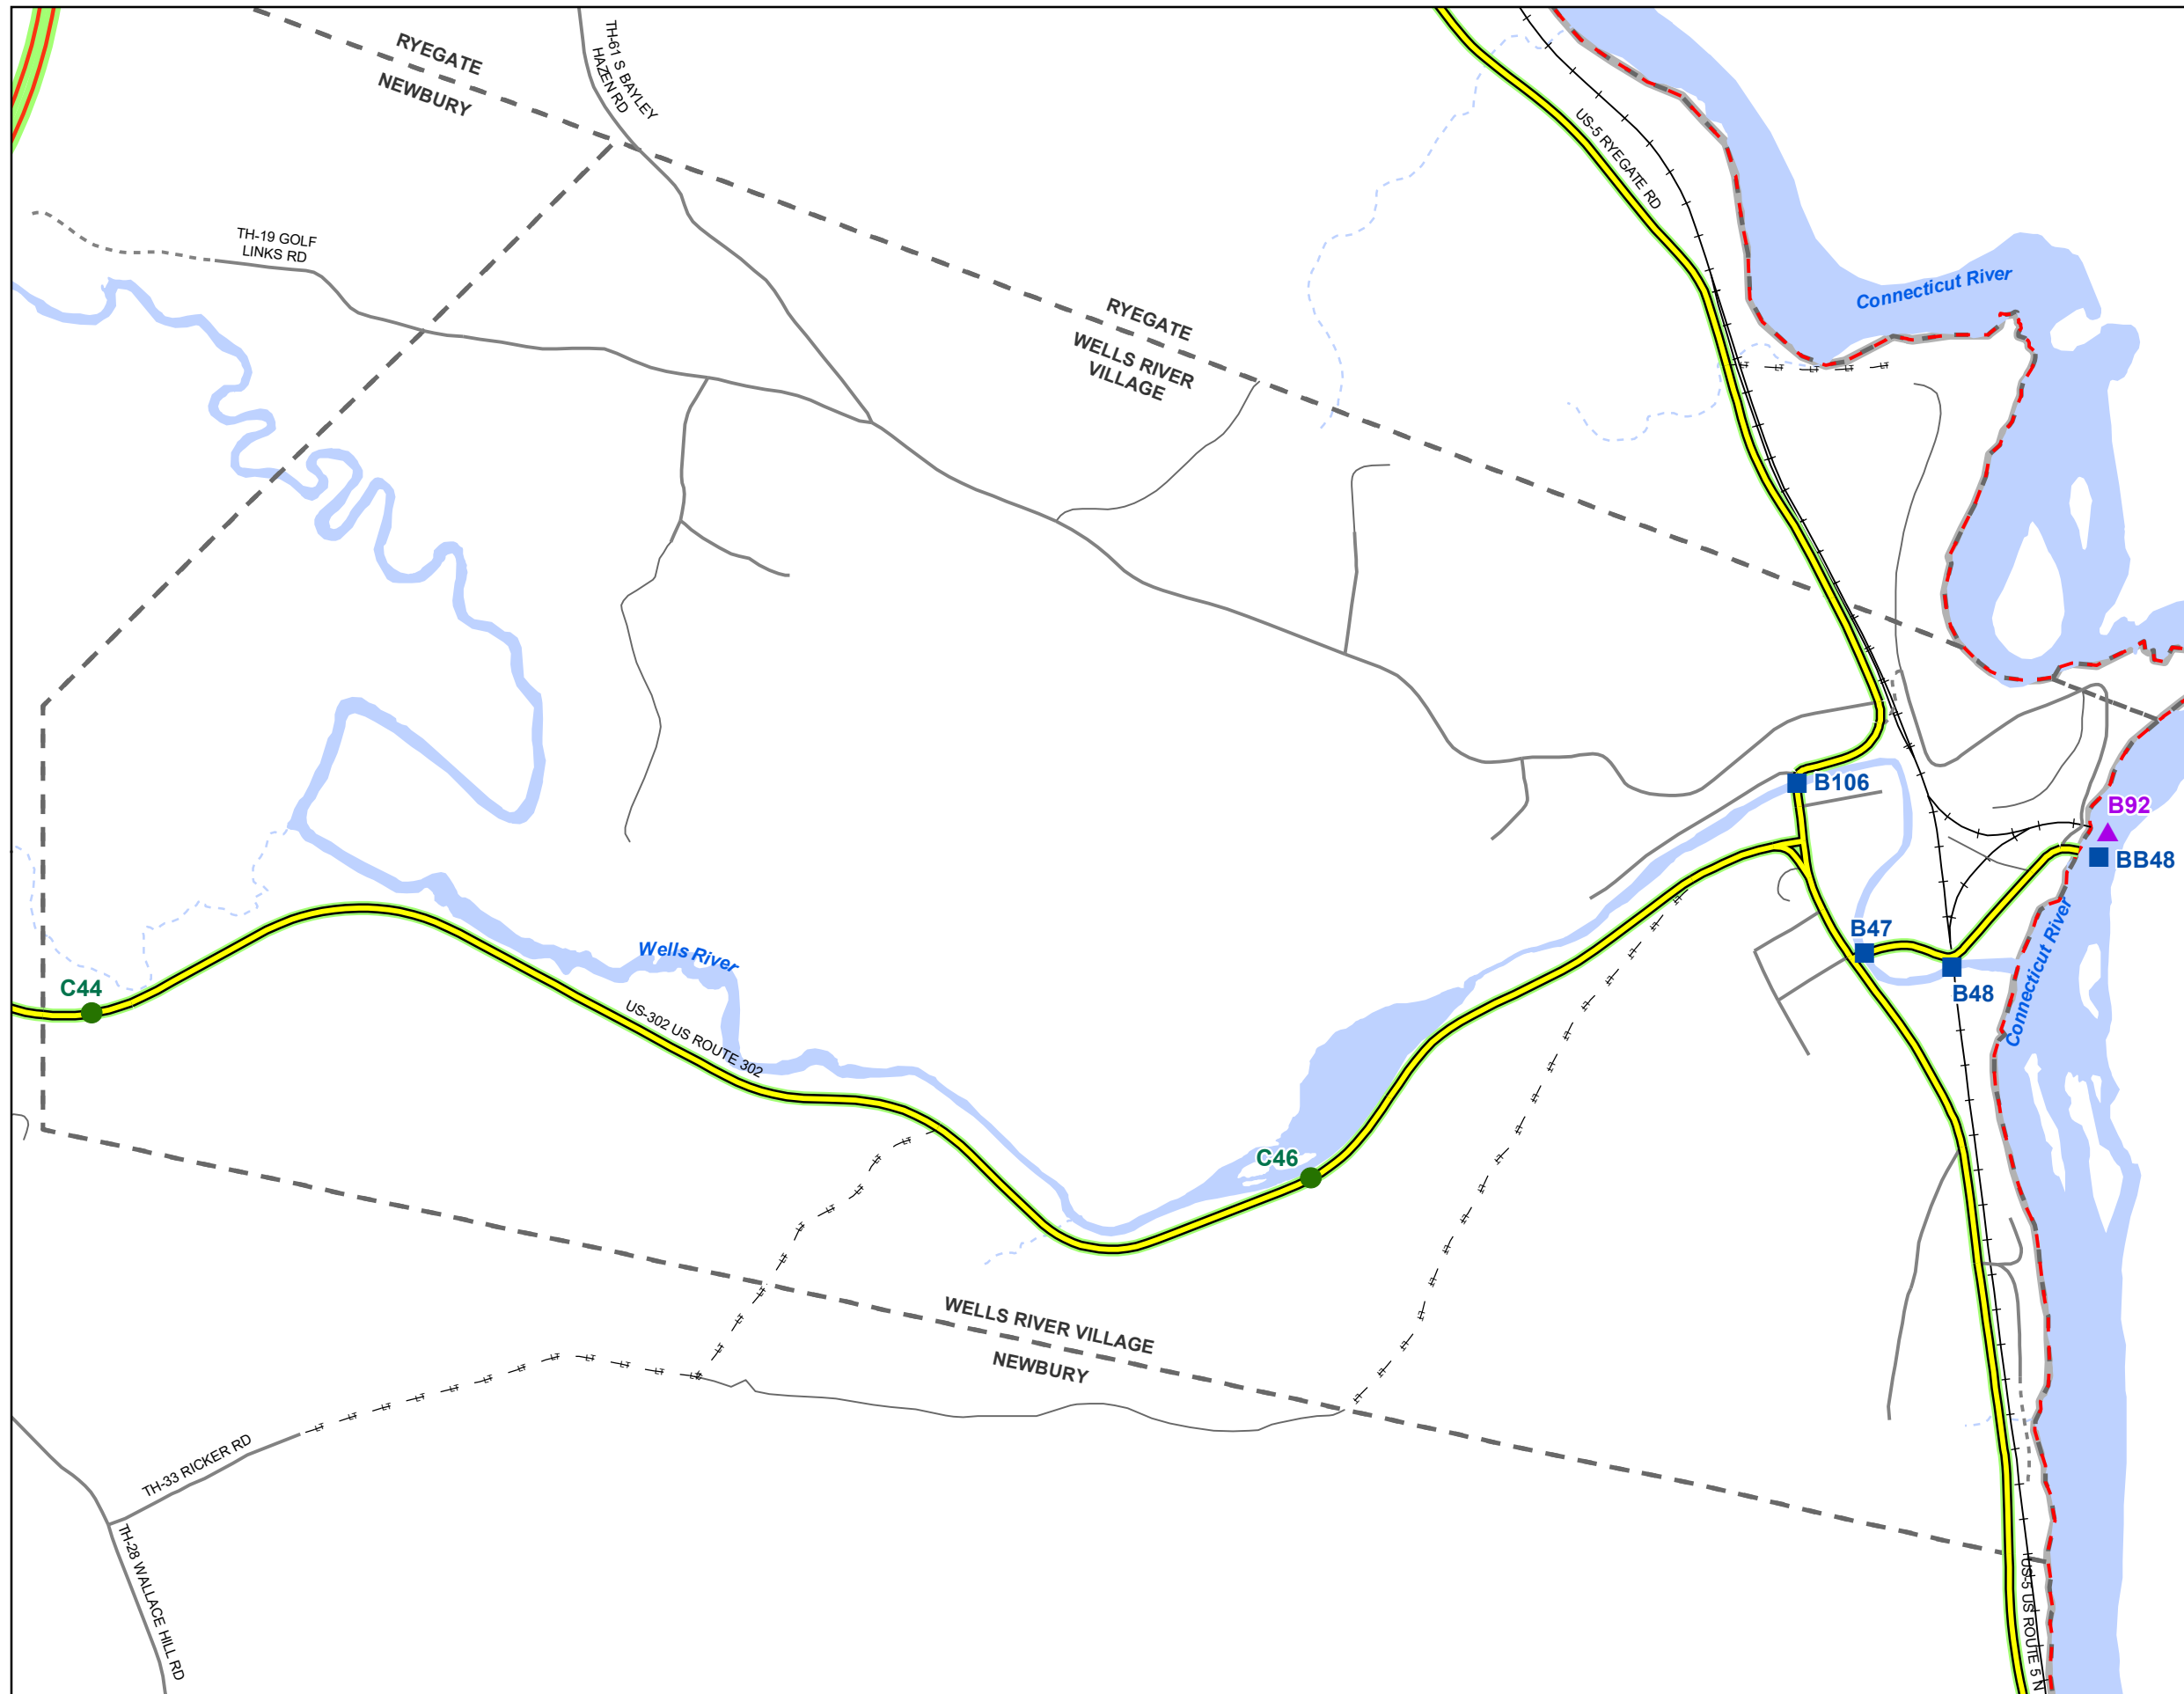 RYEGATE
NEWBURY
TH-61 S BAYLEY
HAZEN RD
US-5 RYEGATE RD
TH-19 GOLF
LINKS RD
Connecticut River
RYEGATE
WELLS RIVER
VILLAGE
B106
B92
BB48
B47
B48
Connecticut River
Wells River
C44
US-302 US ROUTE 302
C46
WELLS RIVER VILLAGE
NEWBURY
TH-33 RICKER RD
TH-28 WALLACE HILL RD
US-5 US ROUTE 5 N